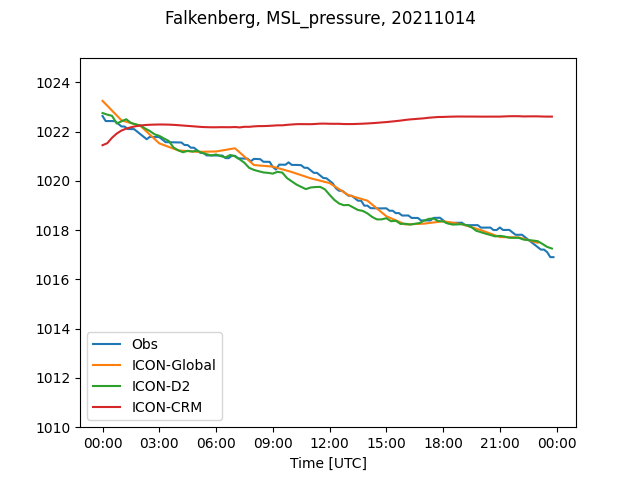 Falkenberg, MSL_pressure, 20211014
1024
1022
1020
1018
1016
1014
1012
1010
Obs
ICON-Global
ICON-D2
ICON-CRM
00:00 03:00 06:00 09:00 12:00 15:00 18:00 21:00 00:00
Time [UTC]